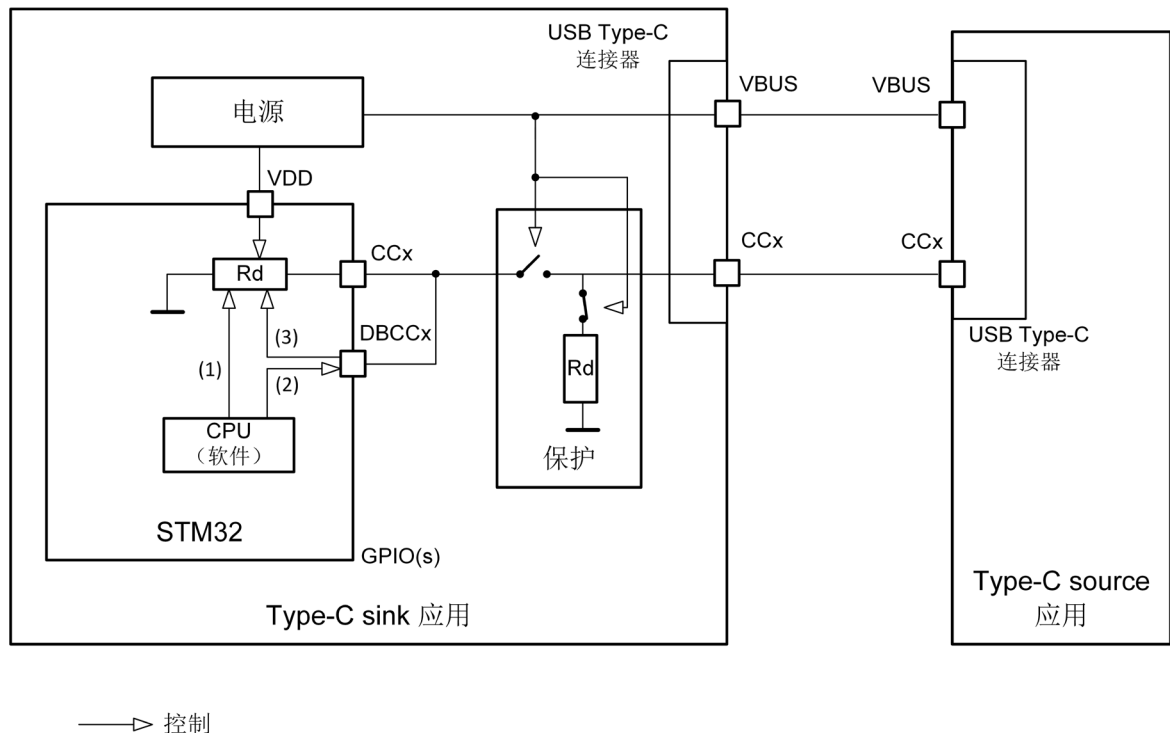 USB Type-C
连接器
电源
VBUS
VBUS
VDD
CCx
CCx
CCx
Rd
DBCCx
(3)
(1)
(2)
USB Type-C
连接器
Rd
CPU
（软件）
保护
STM32
GPIO(s)
Type-C sink 应用
Type-C source
应用
控制